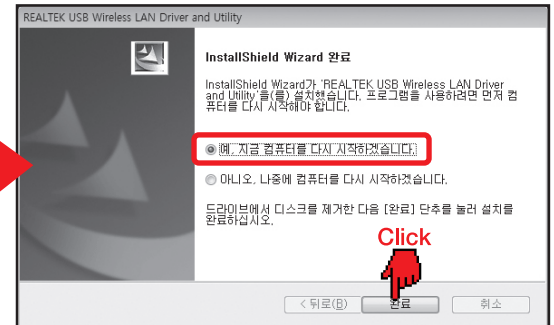 REALTEK USB Wireless LAN Driver and Utility
InstallShield Wizard 완료
InstallShield Wizard가 'REALTEK USB Wireless LAN Driver
and Utility'을(를) 설치했습니다. 프로그램을 사용하려면 먼저 컴
퓨터를 다시 시작해야 합니다.
예, 지금 컴퓨터를 다시 시작하겠습니다.
아니오, 나중에 컴퓨터를 다시 시작하겠습니다.
드라이브에서 디스크를 제거한 다음 [완료] 단추를 눌러 설치를
완료하십시오.
Click
< 뒤로(B)
완료
취소